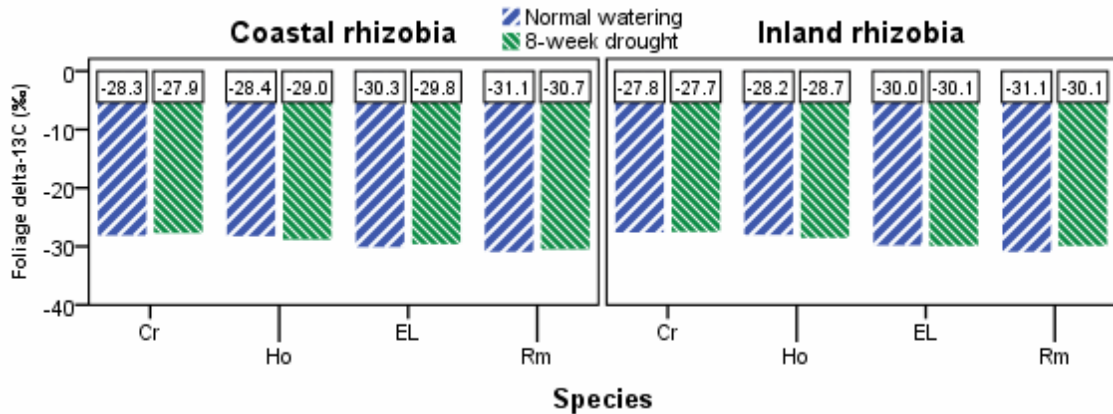 Coastal rhizobia
Normal watering
8-week drought
Inland rhizobia
Foliage delta-13C (‰)
0
-10
-20
-30
-40
-28.3 -27.9 -28.4 -29.0 -30.3 -29.8 -31.1 -30.7
-27.8 -27.7 -28.2 -28.7 -30.0 -30.1 -31.1 -30.1
Cr Ho EL Rm
Cr Ho EL Rm
Species